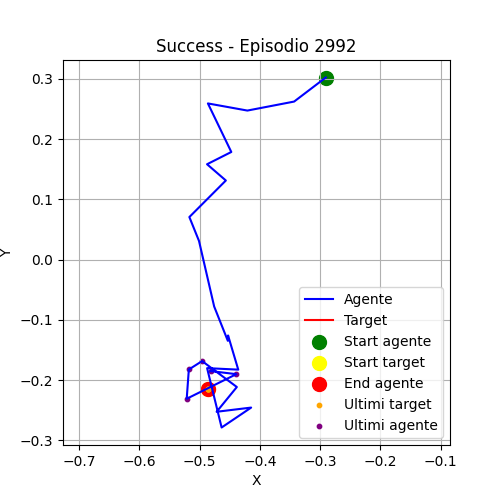 Success - Episodio 2992
0.3
0.2
0.1
0.0
−0.1
−0.2
−0.3
Y
Agente
Target
Start agente
Start target
End agente
Ultimi target
Ultimi agente
−0.7 −0.6 −0.5 −0.4 −0.3 −0.2 −0.1
X